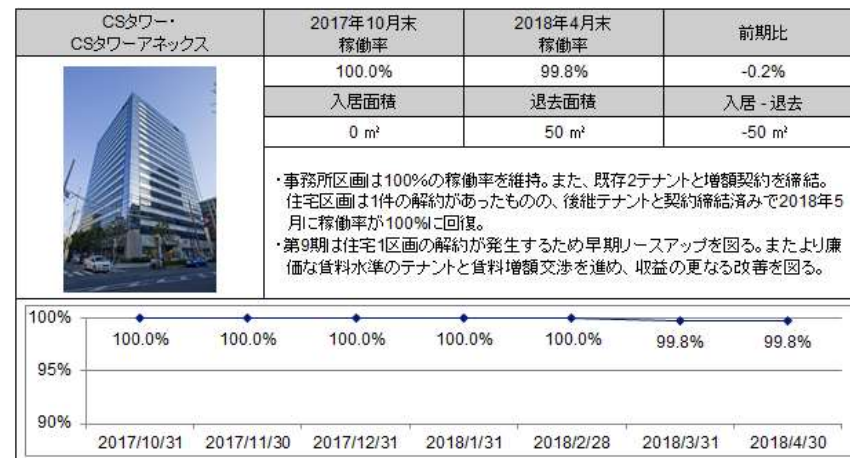 CSタワー・
CSタワーアネックス
2017年10月末
稼働率
2018年4月末
稼働率
前期比
100.0%
99.8%
-0.2%
入居面積
退去面積
入居 - 退去
0 ㎡
50 ㎡
-50 ㎡
・事務所区画は100%の稼働率を維持。また、既存2テナントと増額契約を締結。
住宅区画は1件の解約があったものの、後継テナントと契約締結済みで2018年5
月に稼働率が100%に回復。
・第9期は住宅1区画の解約が発生するため早期リースアップを図る。またより廉
価な賃料水準のテナントと賃料増額交渉を進め、収益の更なる改善を図る。
100%
100.0%
100.0%
100.0%
100.0%
100.0%
99.8%
99.8%
95%
90%
2017/10/31
2017/11/30
2017/12/31
2018/1/31
2018/2/28
2018/3/31
2018/4/30